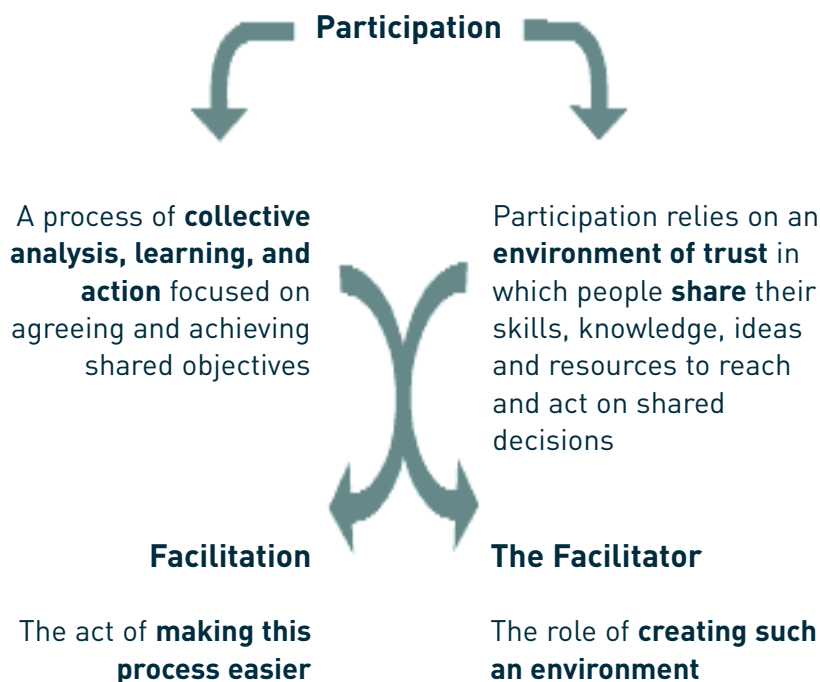 Participation
A process of collective
analysis, learning, and
action focused on
agreeing and achieving
shared objectives
Participation relies on an
environment of trust in
which people share their
skills, knowledge, ideas
and resources to reach
and act on shared
decisions
Facilitation
The act of making this
process easier
The Facilitator
The role of creating such
an environment